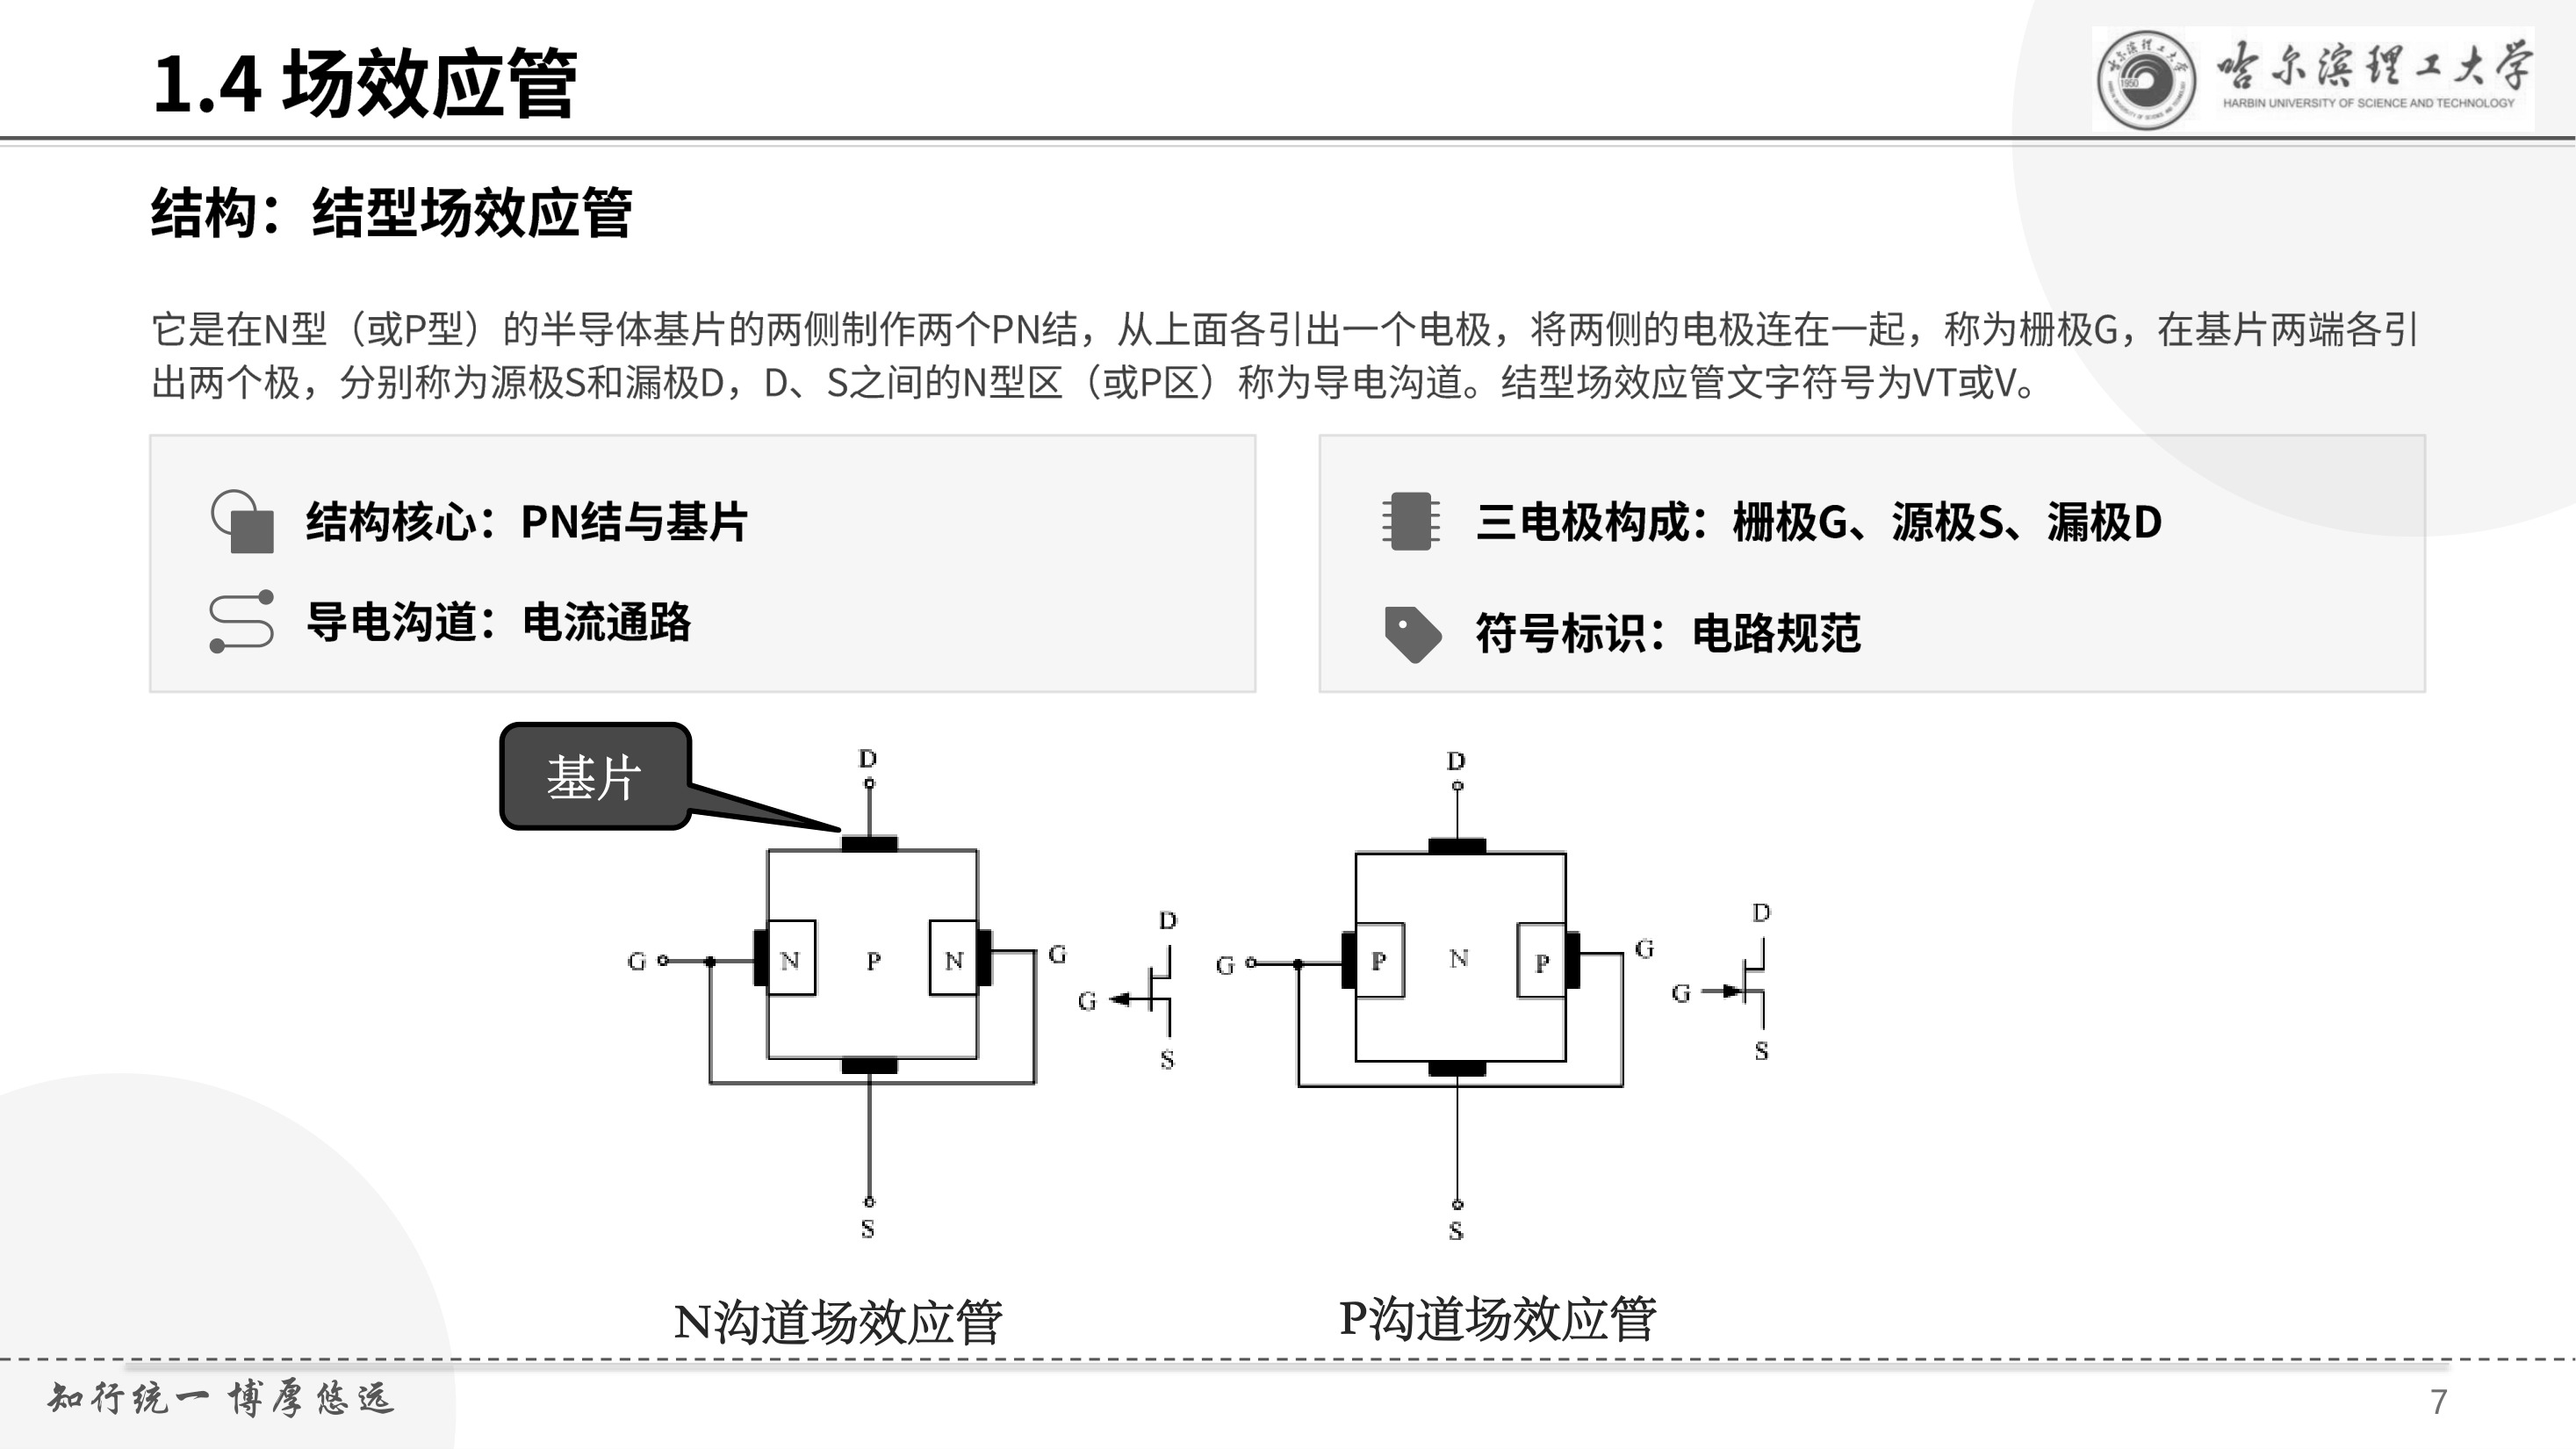 1.4 场效应管
哈尔滨理工大学
HARBIN UNIVERSITY OF SCIENCE AND TECHNOLOGY
1950
结构：结型场效应管
它是在N型（或P型）的半导体基片的两侧制作两个PN结，从上面各引出一个电极，将两侧的电极连在一起，称为栅极G，在基片两端各引
出两个极，分别称为源极S和漏极D，D、S之间的N型区（或P区）称为导电沟道。结型场效应管文字符号为VT或V。
结构核心：PN结与基片
导电沟道：电流通路
三电极构成：栅极G、源极S、漏极D
符号标识：电路规范
基片
D
G
N
P
N
G
S
D
G
S
N沟道场效应管
D
G
P
N
P
G
S
D
G
S
P沟道场效应管
知行统一 博厚悠远
7